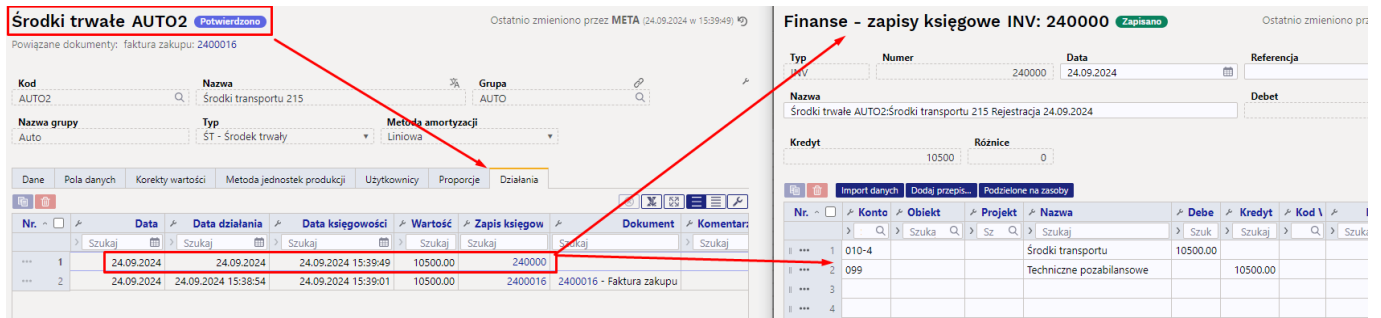 Środki trwałe AUTO2 Potwierdzono
Ostatnio zmieniono przez META (24.09.2024 w 15:39:49)
Powiązane dokumenty: faktura zakupu: 2400016
Kod Nazwa Grupa
AUTO2 Środki transportu 215 AUTO
Nazwa grupy Typ Metoda amortyzacji
Auto ŚT - Środek trwały Liniowa
Dane Pola danych Korekty wartości Metoda jednostek produkcji Użytkownicy Proporcje Działania
Nr. Data Data działania Data księgowości Wartość Zapis księgow Dokument Komentarz
Szukaj Szukaj Szukaj Szukaj Szukaj Szukaj Szukaj
1 24.09.2024 24.09.2024 24.09.2024 15:39:49 10500.00 240000
2 24.09.2024 24.09.2024 15:38:54 24.09.2024 15:39:01 10500.00 2400016 2400016 - Faktura zakupu
Finanse - zapisy księgowe INV: 240000 Zapisano
Ostatnio zmieniono prz
Typ Numer Data Referencja
INV 240000 24.09.2024
Nazwa Debet
Środki trwałe AUTO2:Środki transportu 215 Rejestracja 24.09.2024
Kredyt Różnice
10500 0
Import danych Dodaj przepis... Podzielone na zasoby
Nr. Konto Obiekt Projekt Nazwa Debe Kredyt Kod
Szuka Sz Szukaj Szuk Szukaj Szuka
1 010-4 Środki transportu 10500.00
2 099 Techniczne pozabilansowe 10500.00
3
4